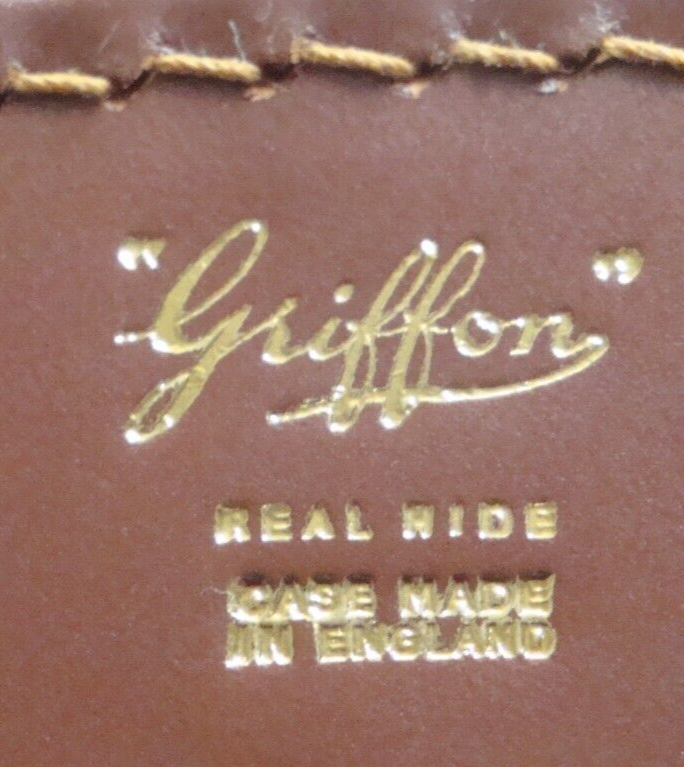 "Griffon"
REAL HIDE
CASE MADE
IN ENGLAND